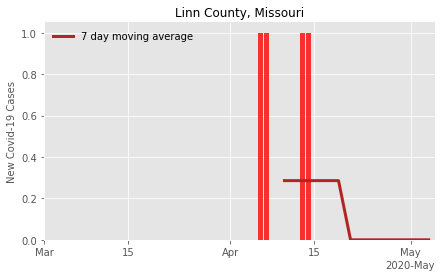 Linn County, Missouri
7 day moving average
New Covid-19 Cases
1.0
0.8
0.6
0.4
0.2
0.0
Mar 15 Apr 15 May
2020-May